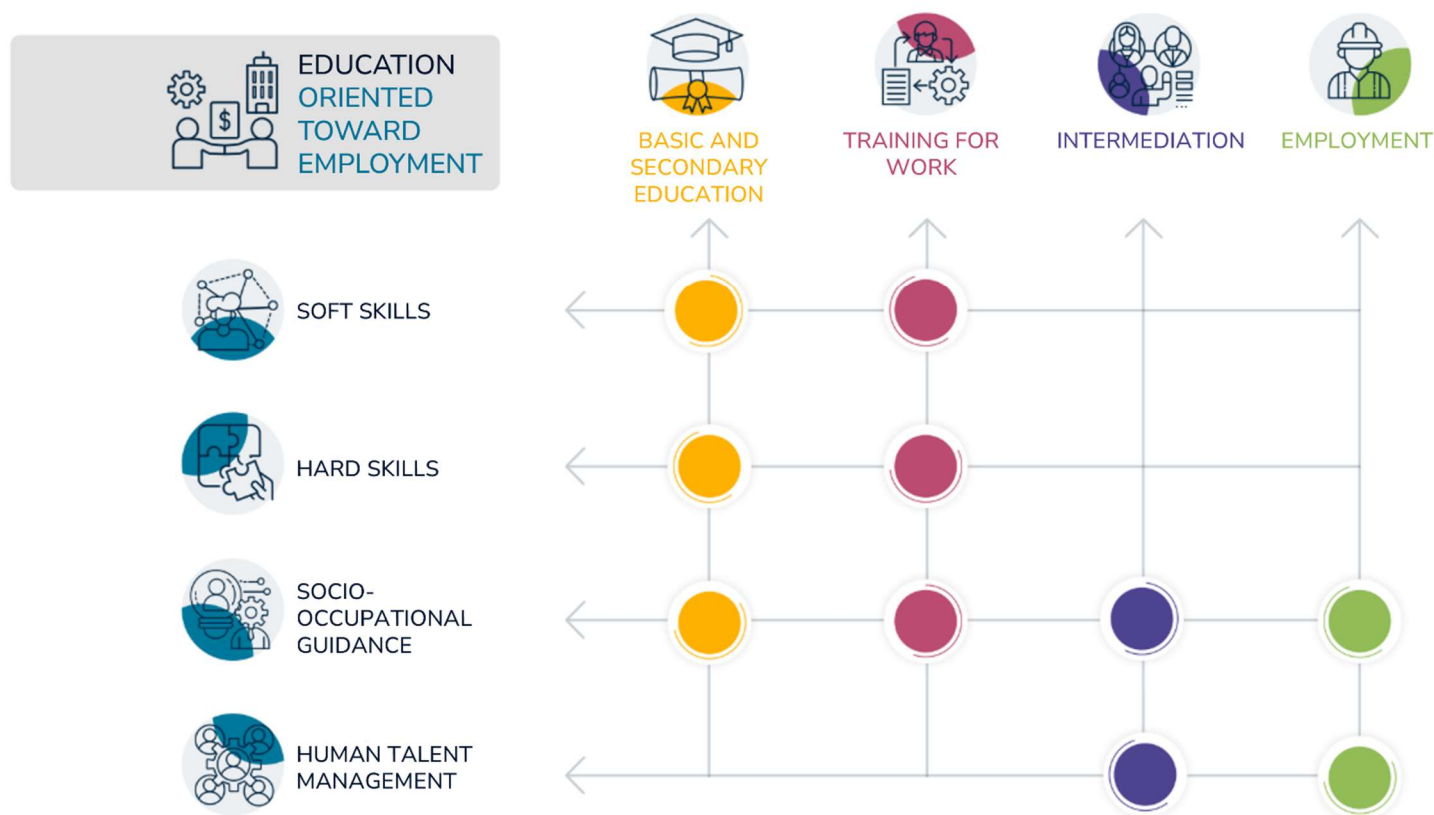 EDUCATION
ORIENTED
TOWARD
EMPLOYMENT
$
BASIC AND
SECONDARY
EDUCATION
TRAINING FOR
WORK
INTERMEDIATION
EMPLOYMENT
SOFT SKILLS
HARD SKILLS
SOCIO-
OCCUPATIONAL
GUIDANCE
HUMAN TALENT
MANAGEMENT